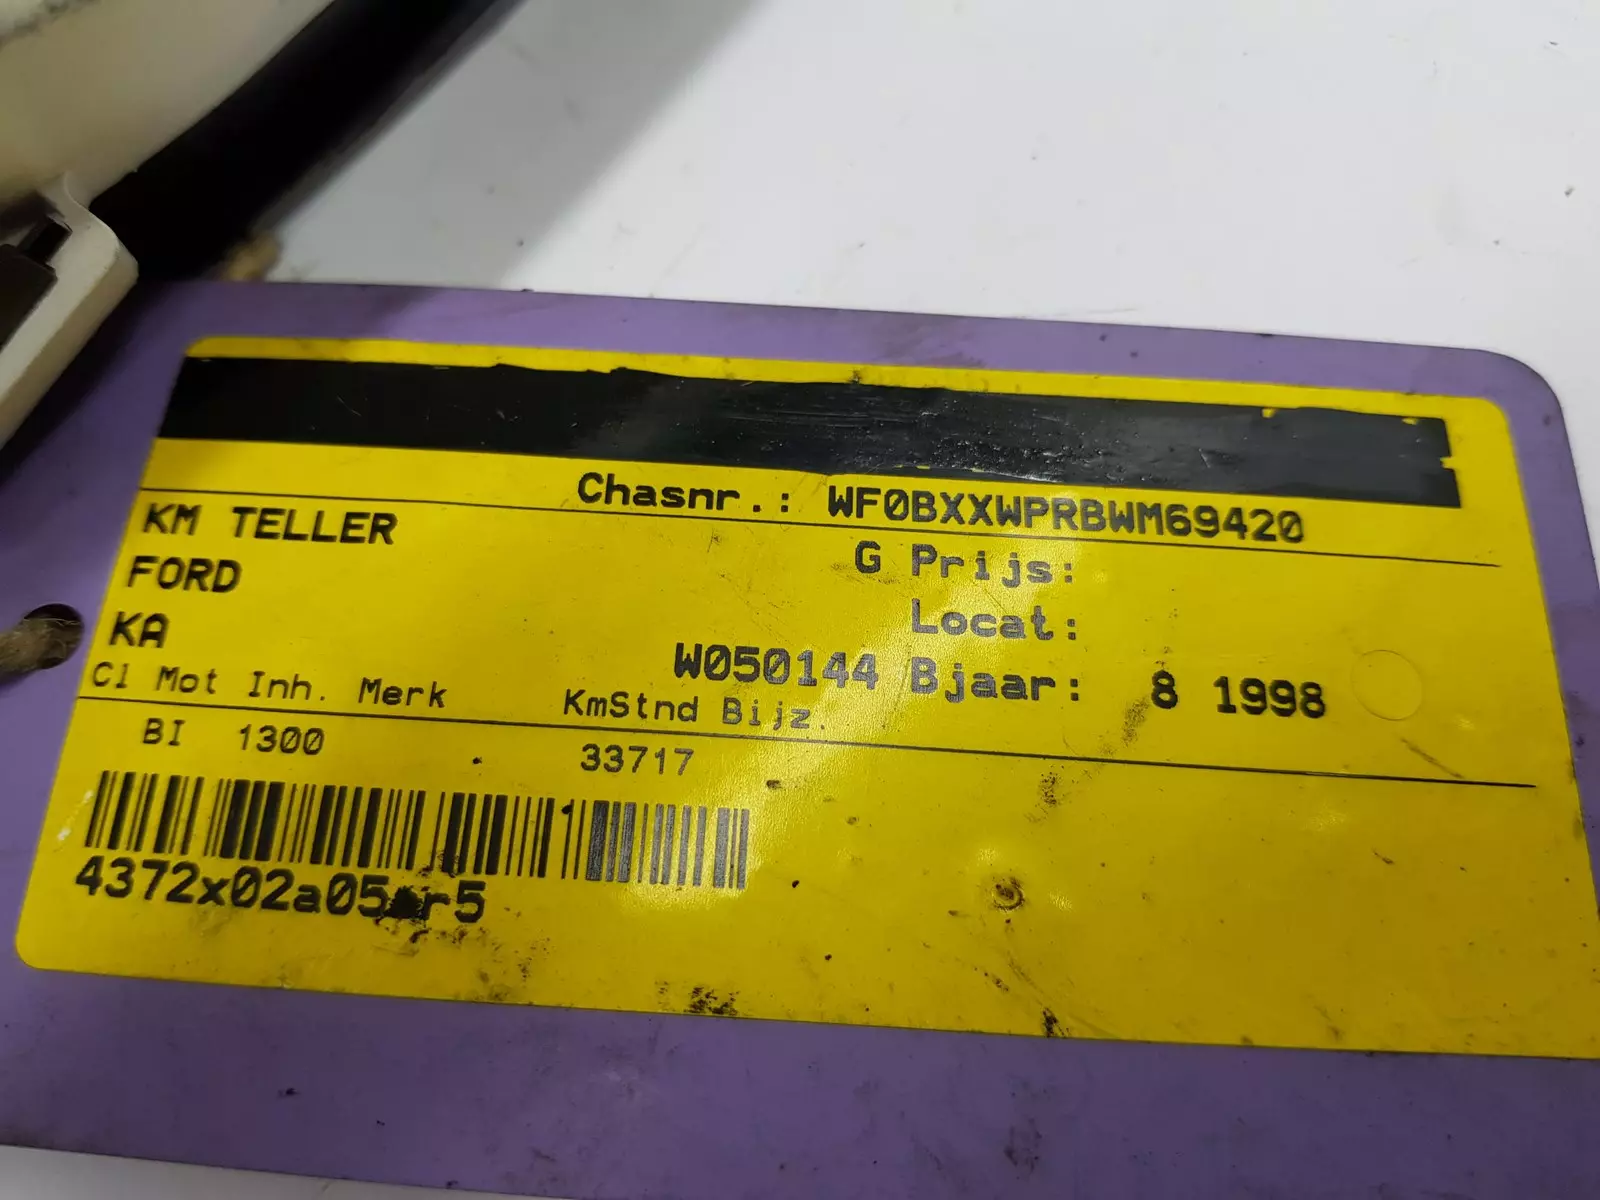 Chasnr.: WF0BXXWPRBWM69420
KM TELLER G Prijs:
FORD Locat:
KA W050144 Bjaar: 8 1998
Cl Mot Inh. Merk KmStnd Bijz.
BI 1300 33717